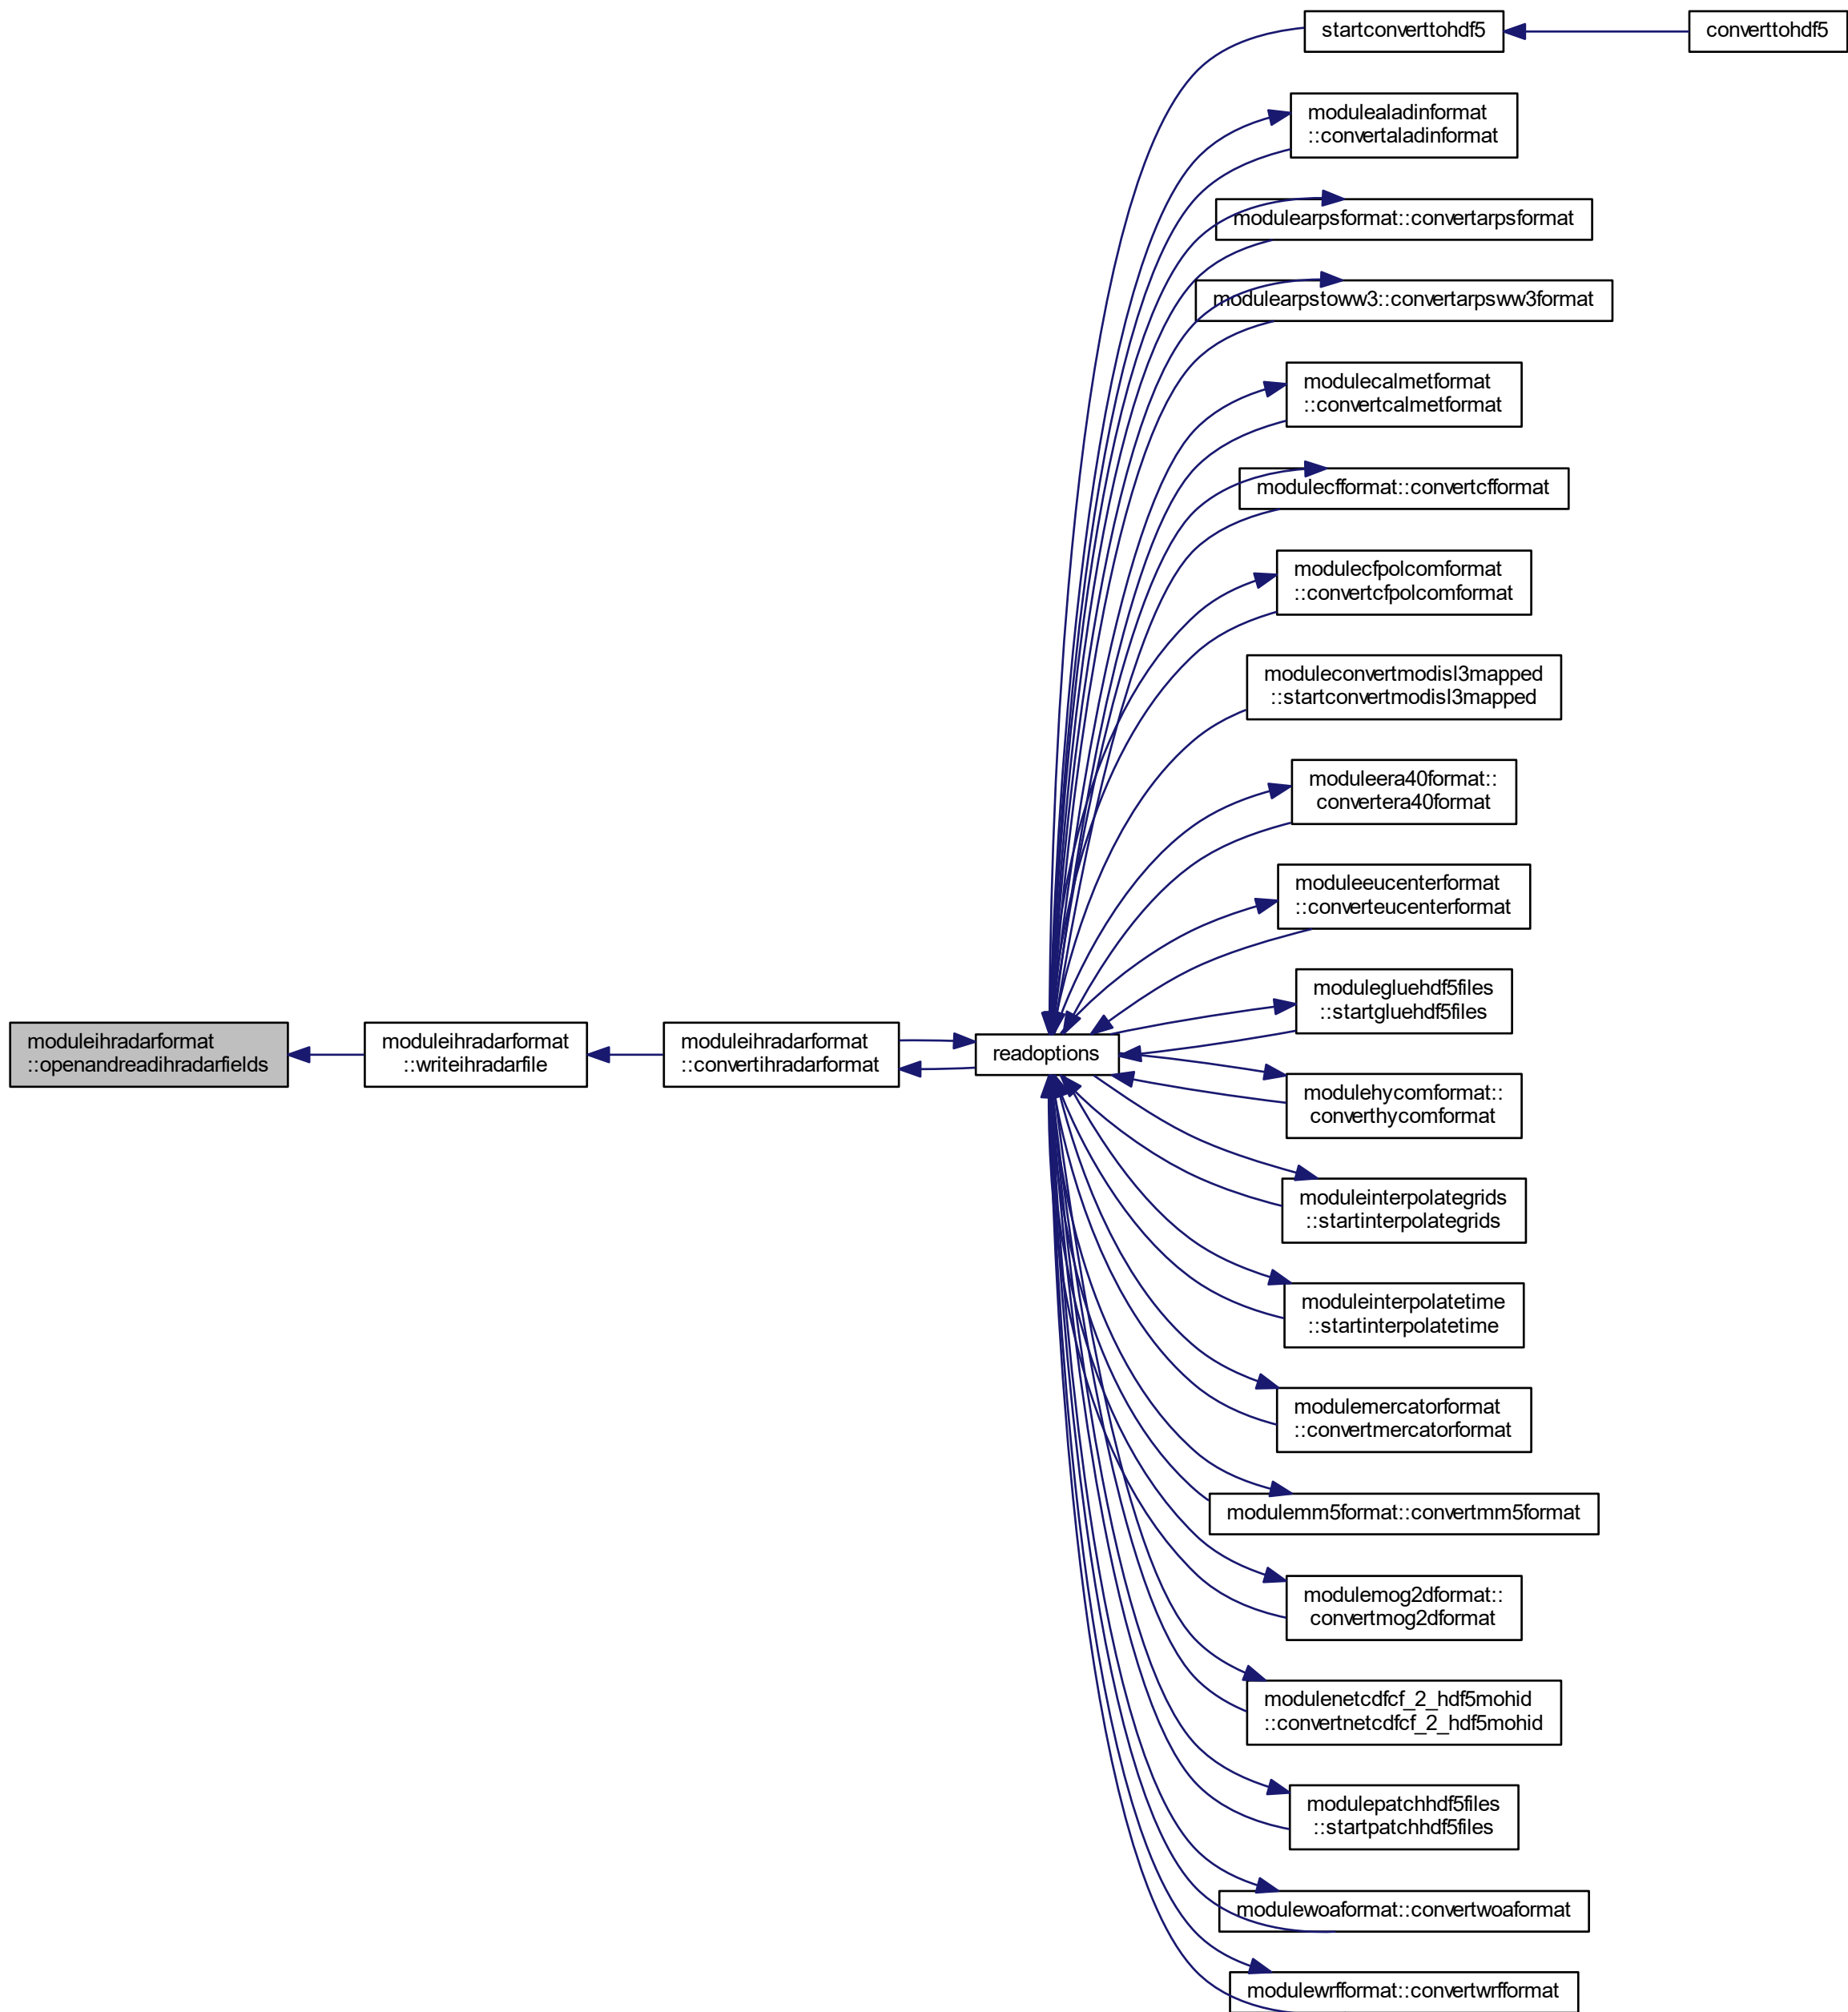 startconverttohdf5
converttohdf5
modulealadinformat
::convertaladinformat
modulearpsformat::convertarpsformat
modulearpstoww3::convertarpsww3format
modulecalmetformat
::convertcalmetformat
modulecfformat::convertcfformat
modulecfpolcomformat
::convertcfpolcomformat
moduleconvertmodisl3mapped
::startconvertmodisl3mapped
moduleera40format::
convertera40format
moduleeucenterformat
::converteucenterformat
modulegluehdf5files
::startgluehdf5files
moduleihradarformat
::openandreadihradarfields
moduleihradarformat
::writeihradarfile
moduleihradarformat
::convertihradarformat
readoptions
modulehycomformat::
converthycomformat
moduleinterpolategrids
::startinterpolategrids
moduleinterpolatetime
::startinterpolatetime
modulemercatorformat
::convertmercatorformat
modulemm5format::convertmm5format
modulemog2dformat::
convertmog2dformat
modulenetcdfcf_2_hdf5mohid
::convertnetcdfcf_2_hdf5mohid
modulepatchhdf5files
::startpatchhdf5files
modulewoaformat::convertwoaformat
modulewrfformat::convertwrfformat